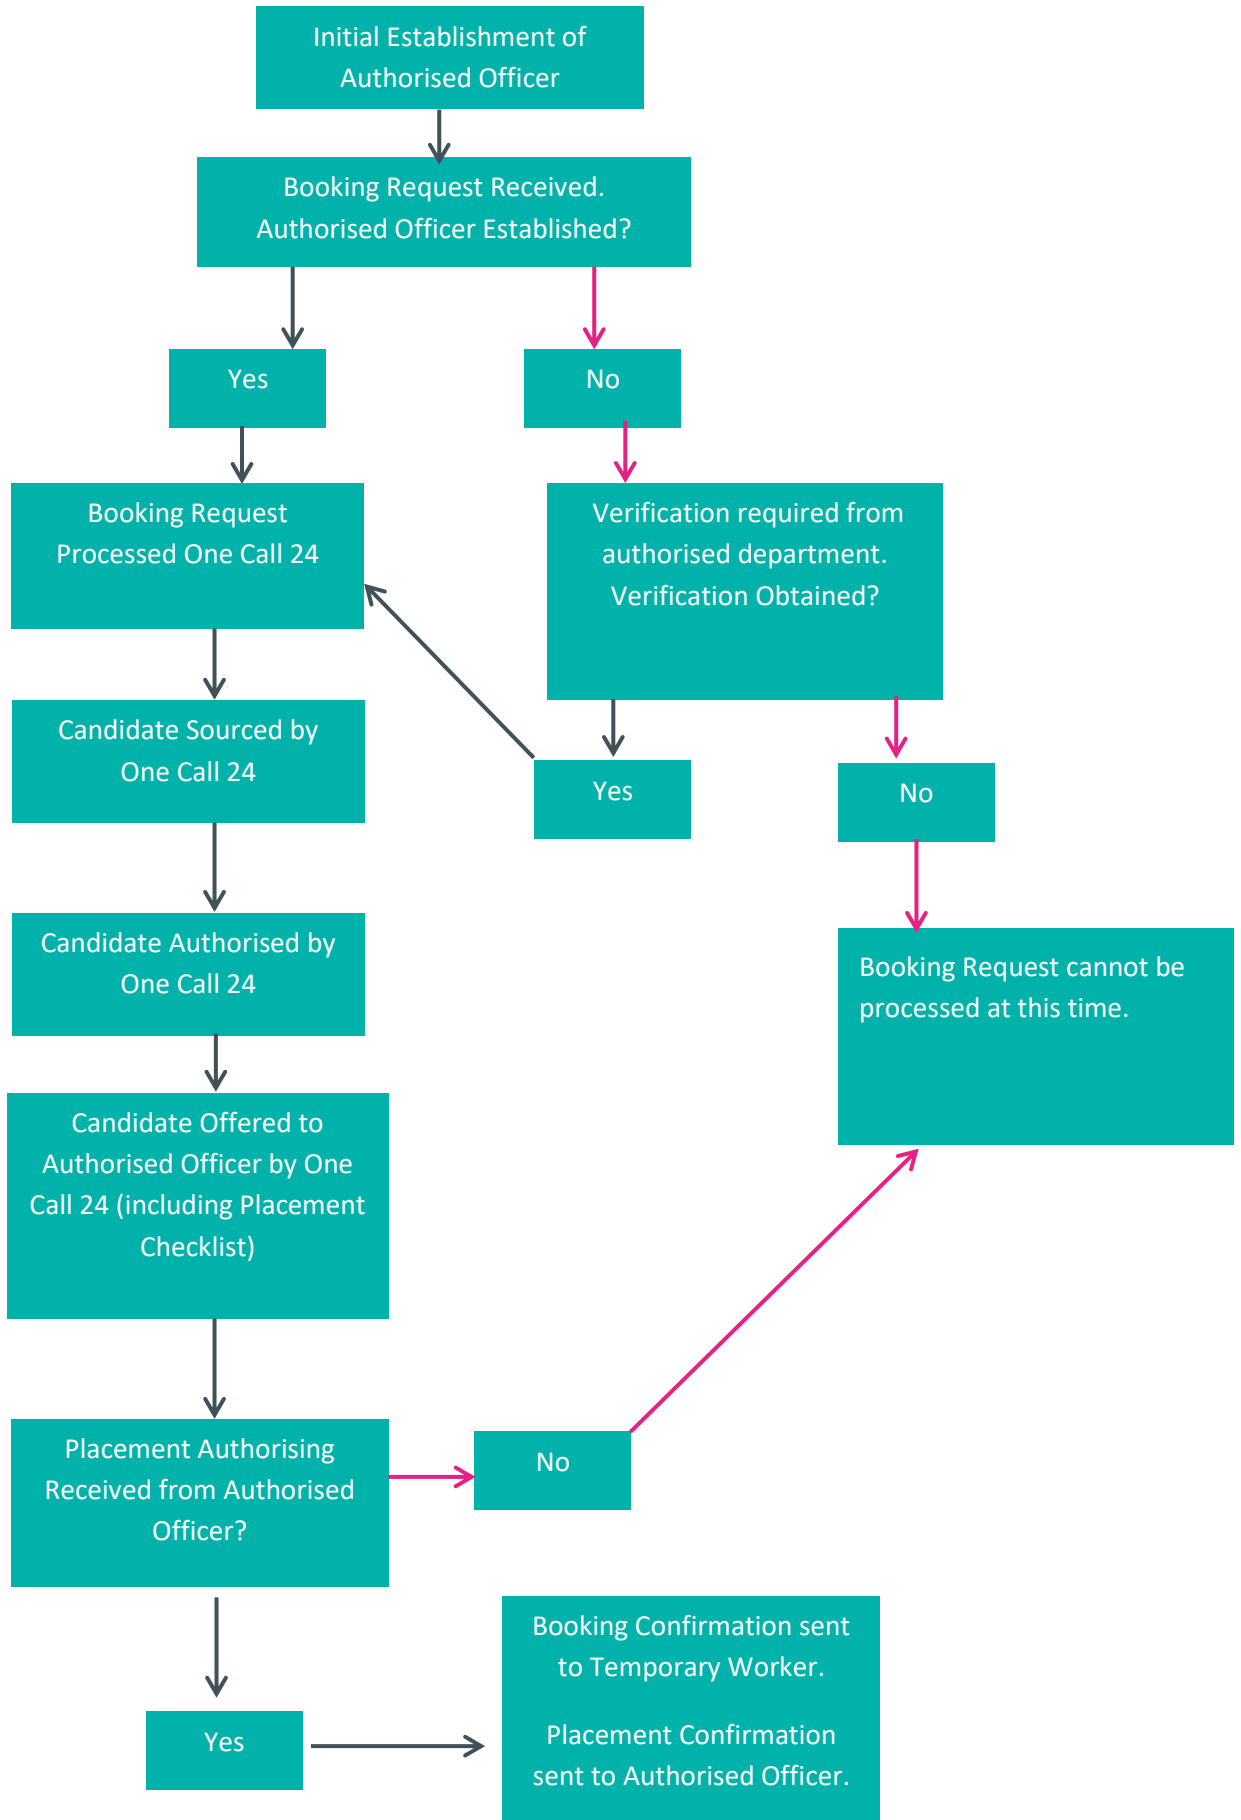 Initial Establishment of
Authorised Officer
Booking Request Received.
Authorised Officer Established?
Yes
No
Booking Request
Processed One Call 24
Verification required from
authorised department.
Verification Obtained?
Candidate Sourced by
One Call 24
Yes
No
Candidate Authorised by
One Call 24
Booking Request cannot be
processed at this time.
Candidate Offered to
Authorised Officer by One
Call 24 (including Placement
Checklist)
Placement Authorising
Received from Authorised
Officer?
No
Yes
Booking Confirmation sent
to Temporary Worker.
Placement Confirmation
sent to Authorised Officer.